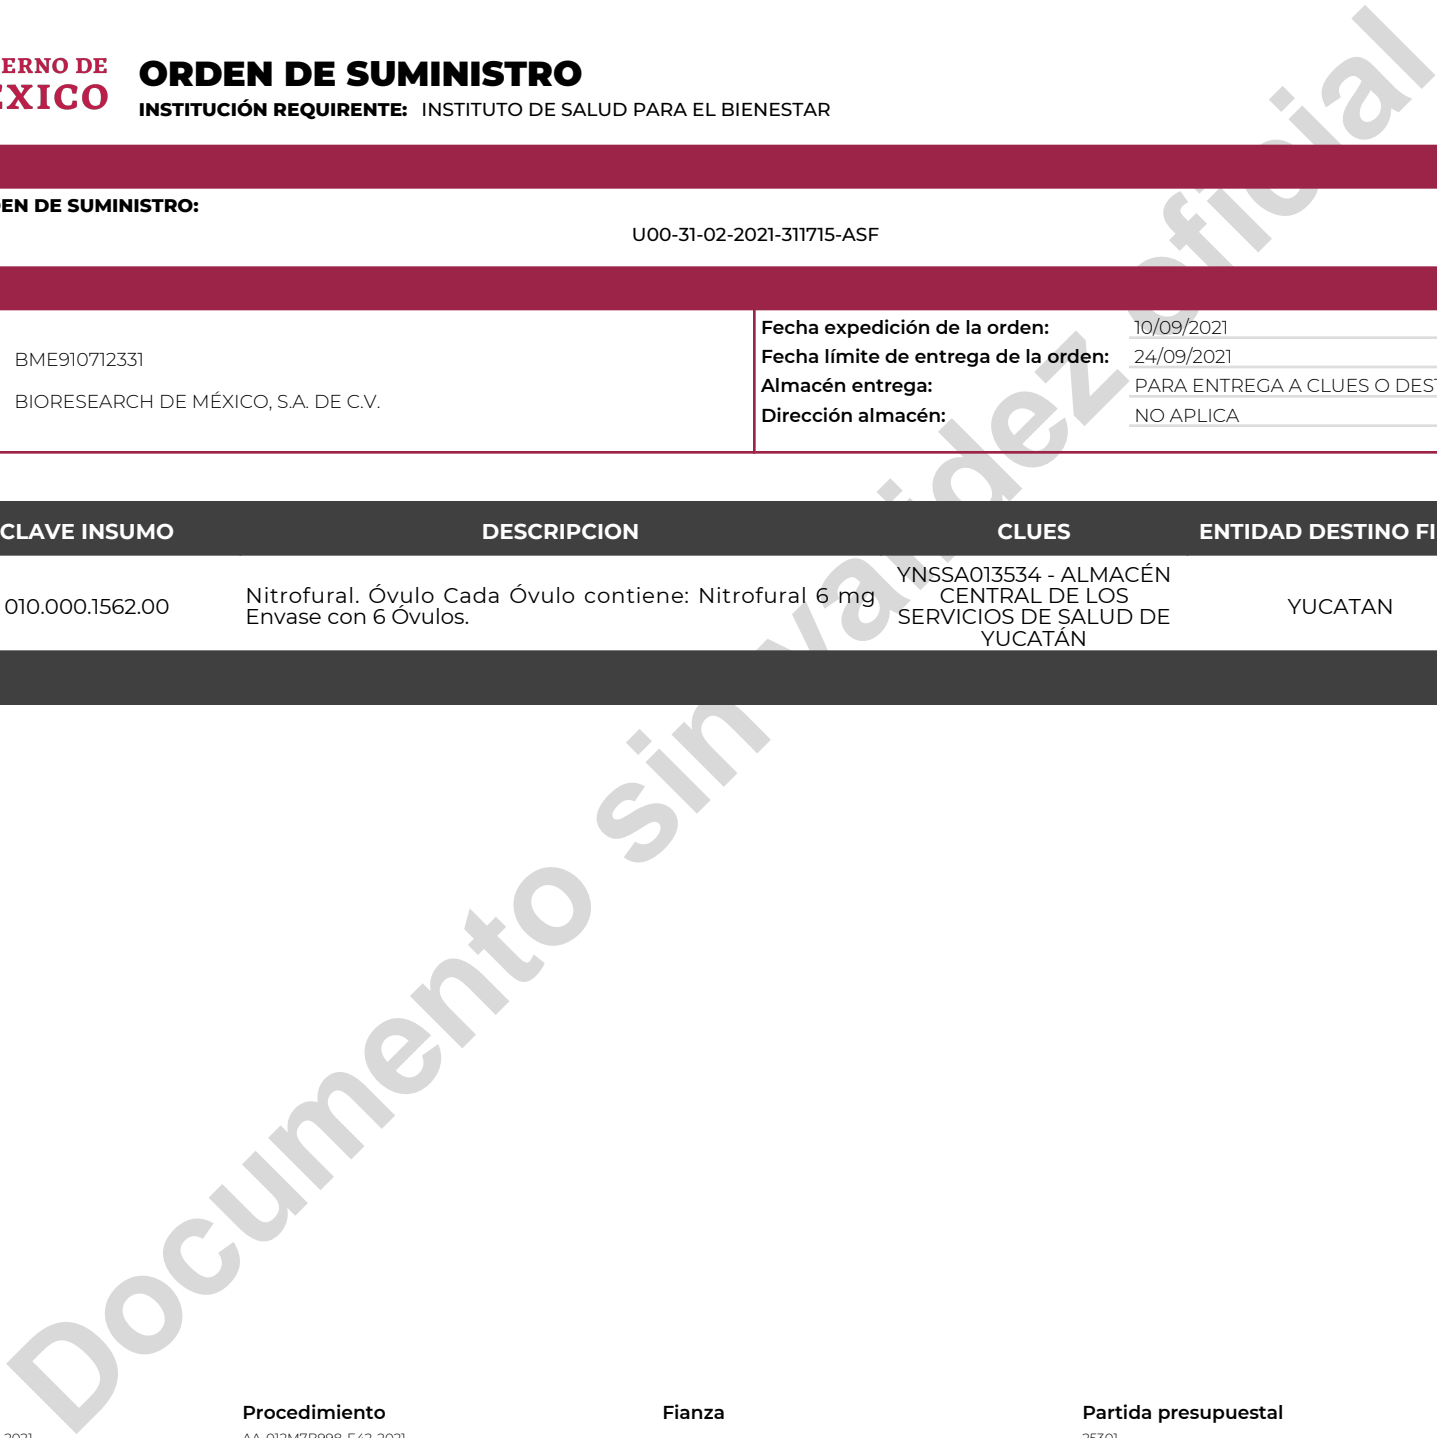 ERNO DE
ORDEN DE SUMINISTRO
ÉXICO
INSTITUCIÓN REQUIRENTE: INSTITUTO DE SALUD PARA EL BIENESTAR
EN DE SUMINISTRO:
U00-31-02-2021-311715-ASF
Fecha expedición de la orden: 10/09/2021
BME910712331
Fecha límite de entrega de la orden: 24/09/2021
Almacén entrega: PARA ENTREGA A CLUES O DEST
BIORESEARCH DE MÉXICO, S.A. DE C.V.
Dirección almacén: NO APLICA
CLAVE INSUMO DESCRIPCION CLUES ENTIDAD DESTINO FI
010.000.1562.00
Nitrofural. Óvulo Cada Óvulo contiene: Nitrofural 6 mg
Envase con 6 Óvulos.
YNSSA013534 - ALMACÉN
CENTRAL DE LOS
SERVICIOS DE SALUD DE
YUCATÁN
YUCATAN
Documento sin validez oficial
Procedimiento Fianza Partida presupuestal